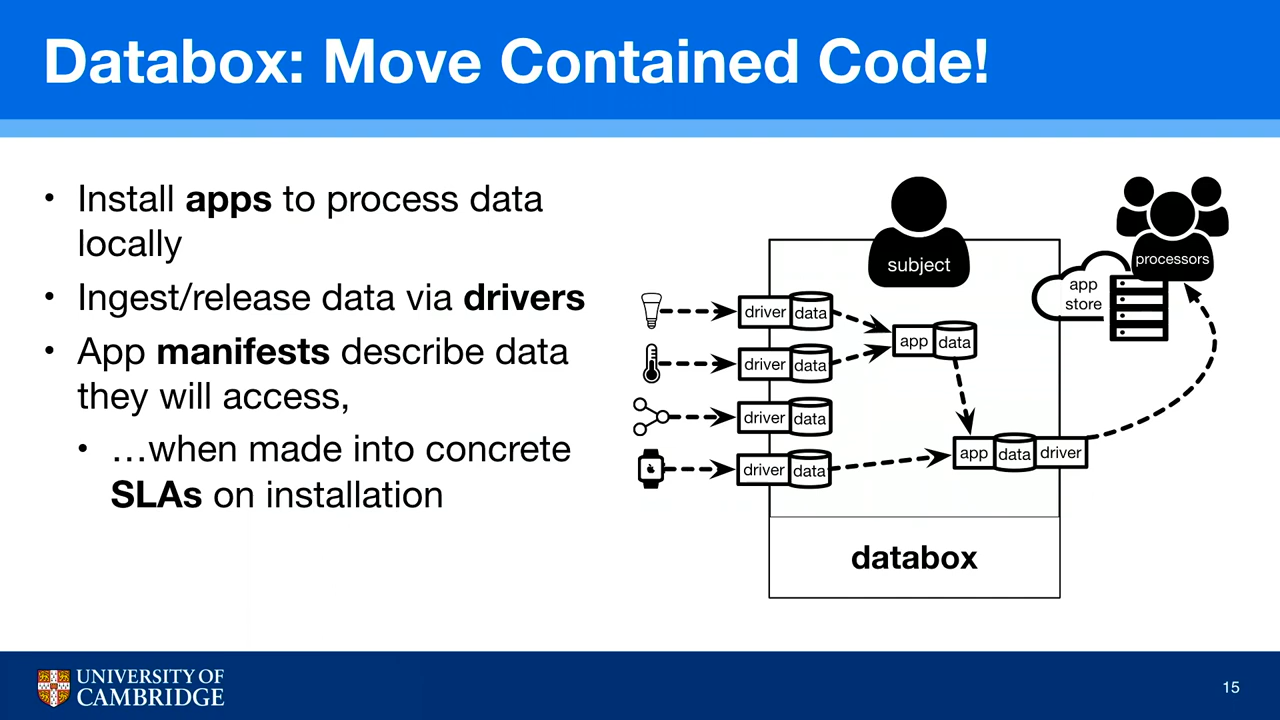 Databox: Move Contained Code!
• Install apps to process data
locally
• Ingest/release data via drivers
• App manifests describe data
they will access,
• …when made into concrete
SLAs on installation
subject
processors
app
store
driver data
app data
driver data
driver data
app data driver
driver data
databox
UNIVERSITY OF
CAMBRIDGE
15